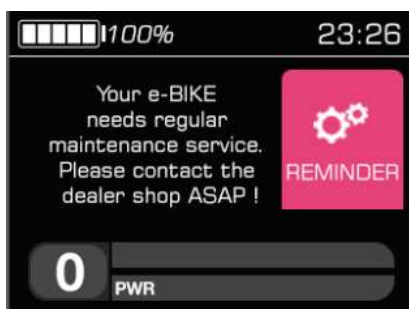 100% 23:26
Your e-BIKE
needs regular
maintenance service.
Please contact the
dealer shop ASAP !
REMINDER
0
PWR